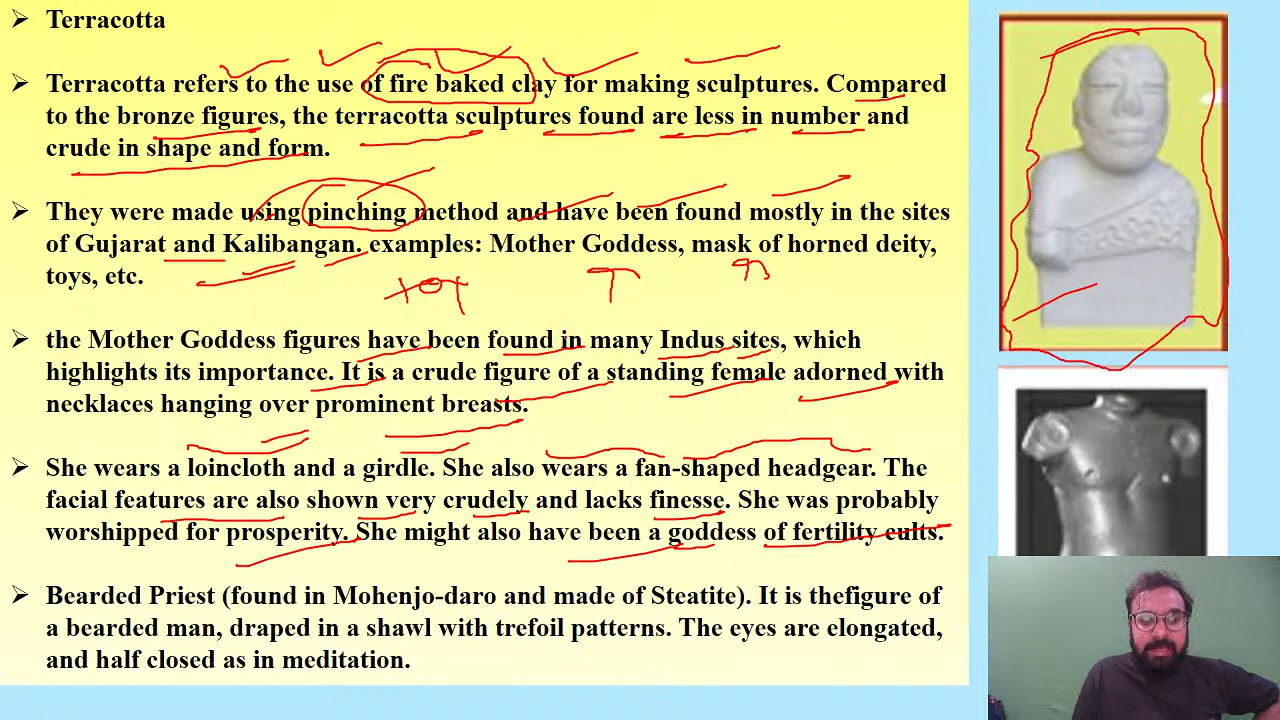 ➢ Terracotta
➢ Terracotta refers to the use of fire baked clay for making sculptures. Compared
to the bronze figures, the terracotta sculptures found are less in number and
crude in shape and form.
➢ They were made using pinching method and have been found mostly in the sites
of Gujarat and Kalibangan. examples: Mother Goddess, mask of horned deity,
toys, etc.
➢ the Mother Goddess figures have been found in many Indus sites, which
highlights its importance. It is a crude figure of a standing female adorned with
necklaces hanging over prominent breasts.
➢ She wears a loincloth and a girdle. She also wears a fan-shaped headgear. The
facial features are also shown very crudely and lacks finesse. She was probably
worshipped for prosperity. She might also have been a goddess of fertility cults.
➢ Bearded Priest (found in Mohenjo-daro and made of Steatite). It is thefigure of
a bearded man, draped in a shawl with trefoil patterns. The eyes are elongated,
and half closed as in meditation.